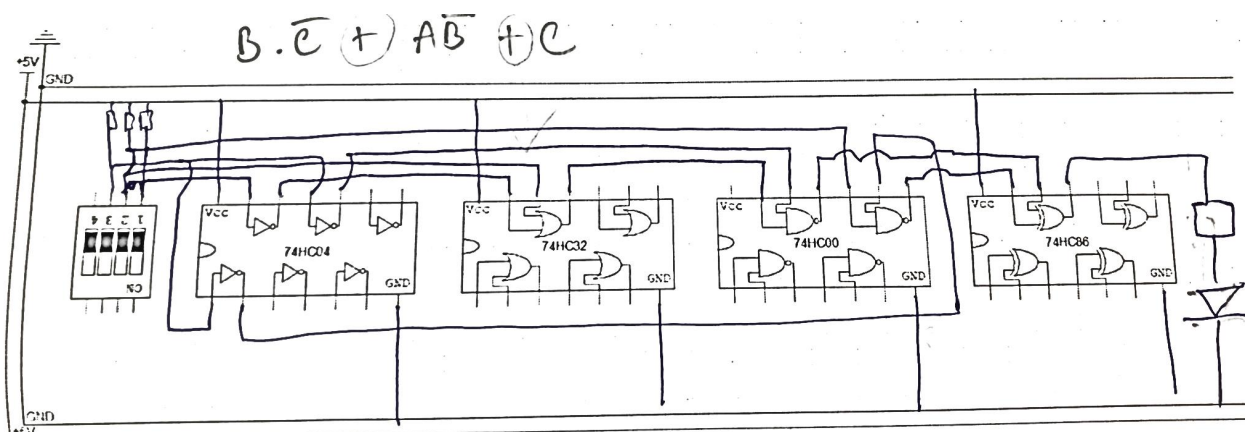 B.C̅ (+) AB̅ (+) C
+5V
GND
VCC
74HC04
GND
VCC
74HC32
GND
VCC
74HC00
GND
VCC
74HC86
1 2 3 4
ON
GND
+5V